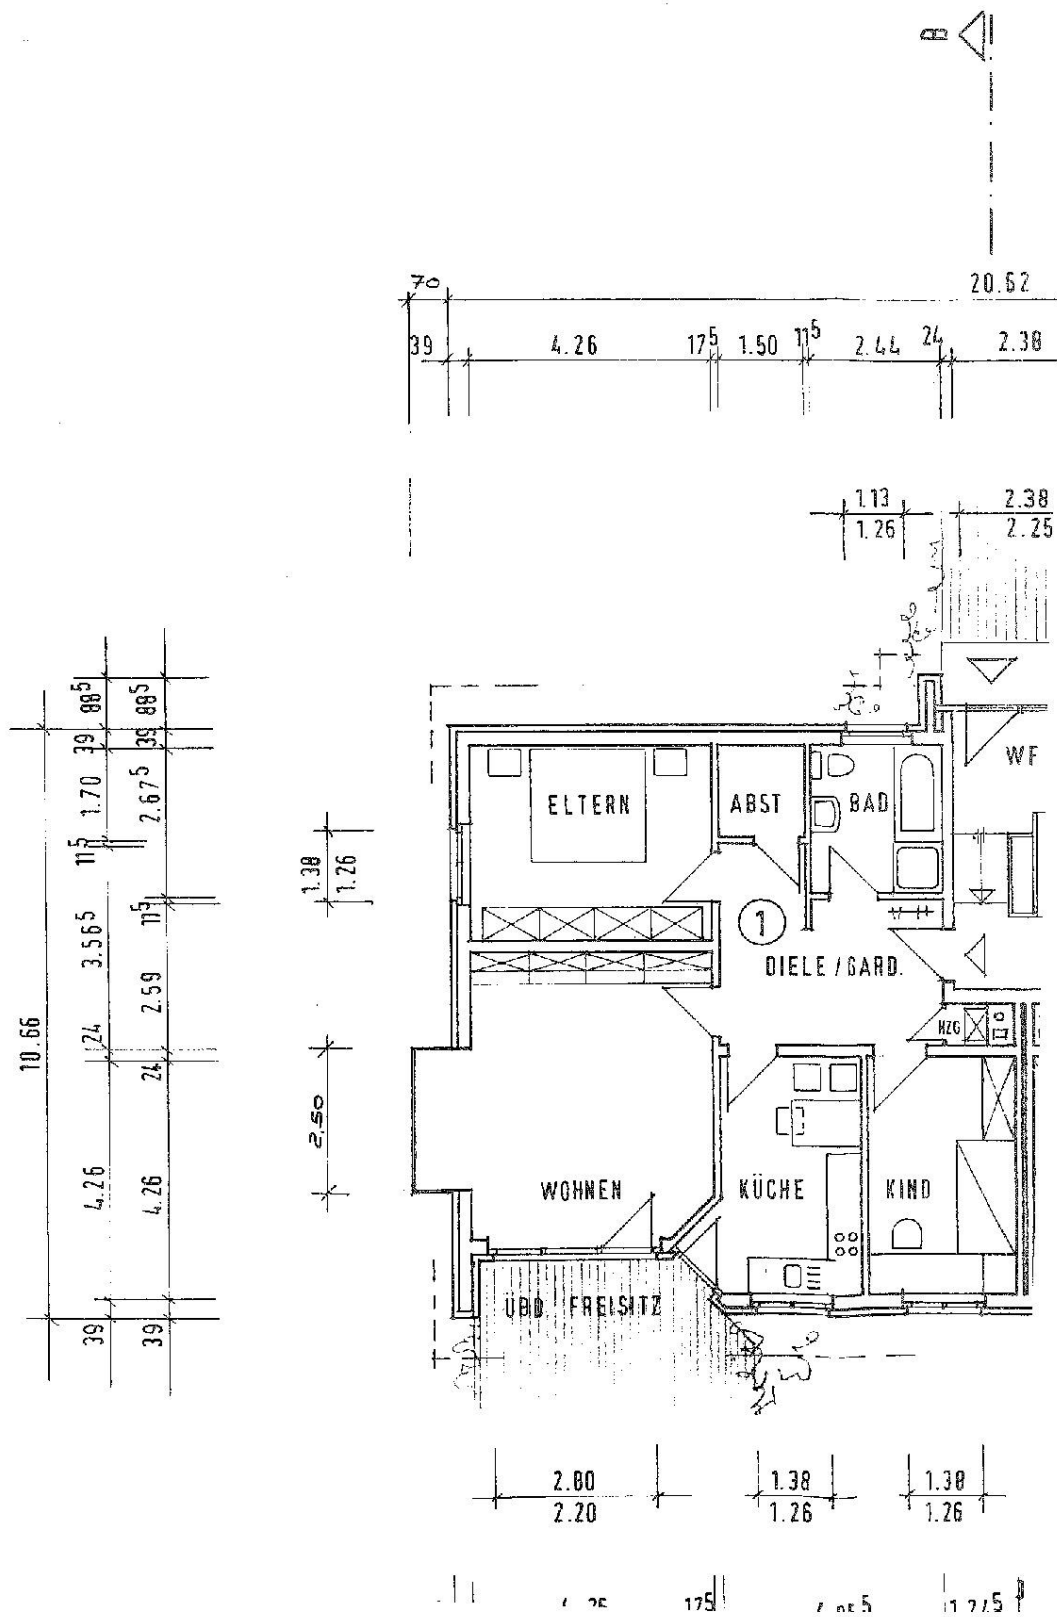 B
70
20.62
39 4.26 17⁵ 1.50 11⁵ 2.44 24 2.38
1.13
1.26
2.38
2.25
10.66
39 4.26 24 3.565 11⁵ 1.70 39 88⁵
39 4.26 24 2.59 11⁵ 2.67⁵ 39 88⁵
1.38
1.26
2,50
ELTERN
ABST
BAD
WF
1
DIELE / GARD.
HZG
WOHNEN
KÜCHE
KIND
ÜBD FREISITZ
2.80
2.20
1.38
1.26
1.38
1.26
17⁵
1.24⁵